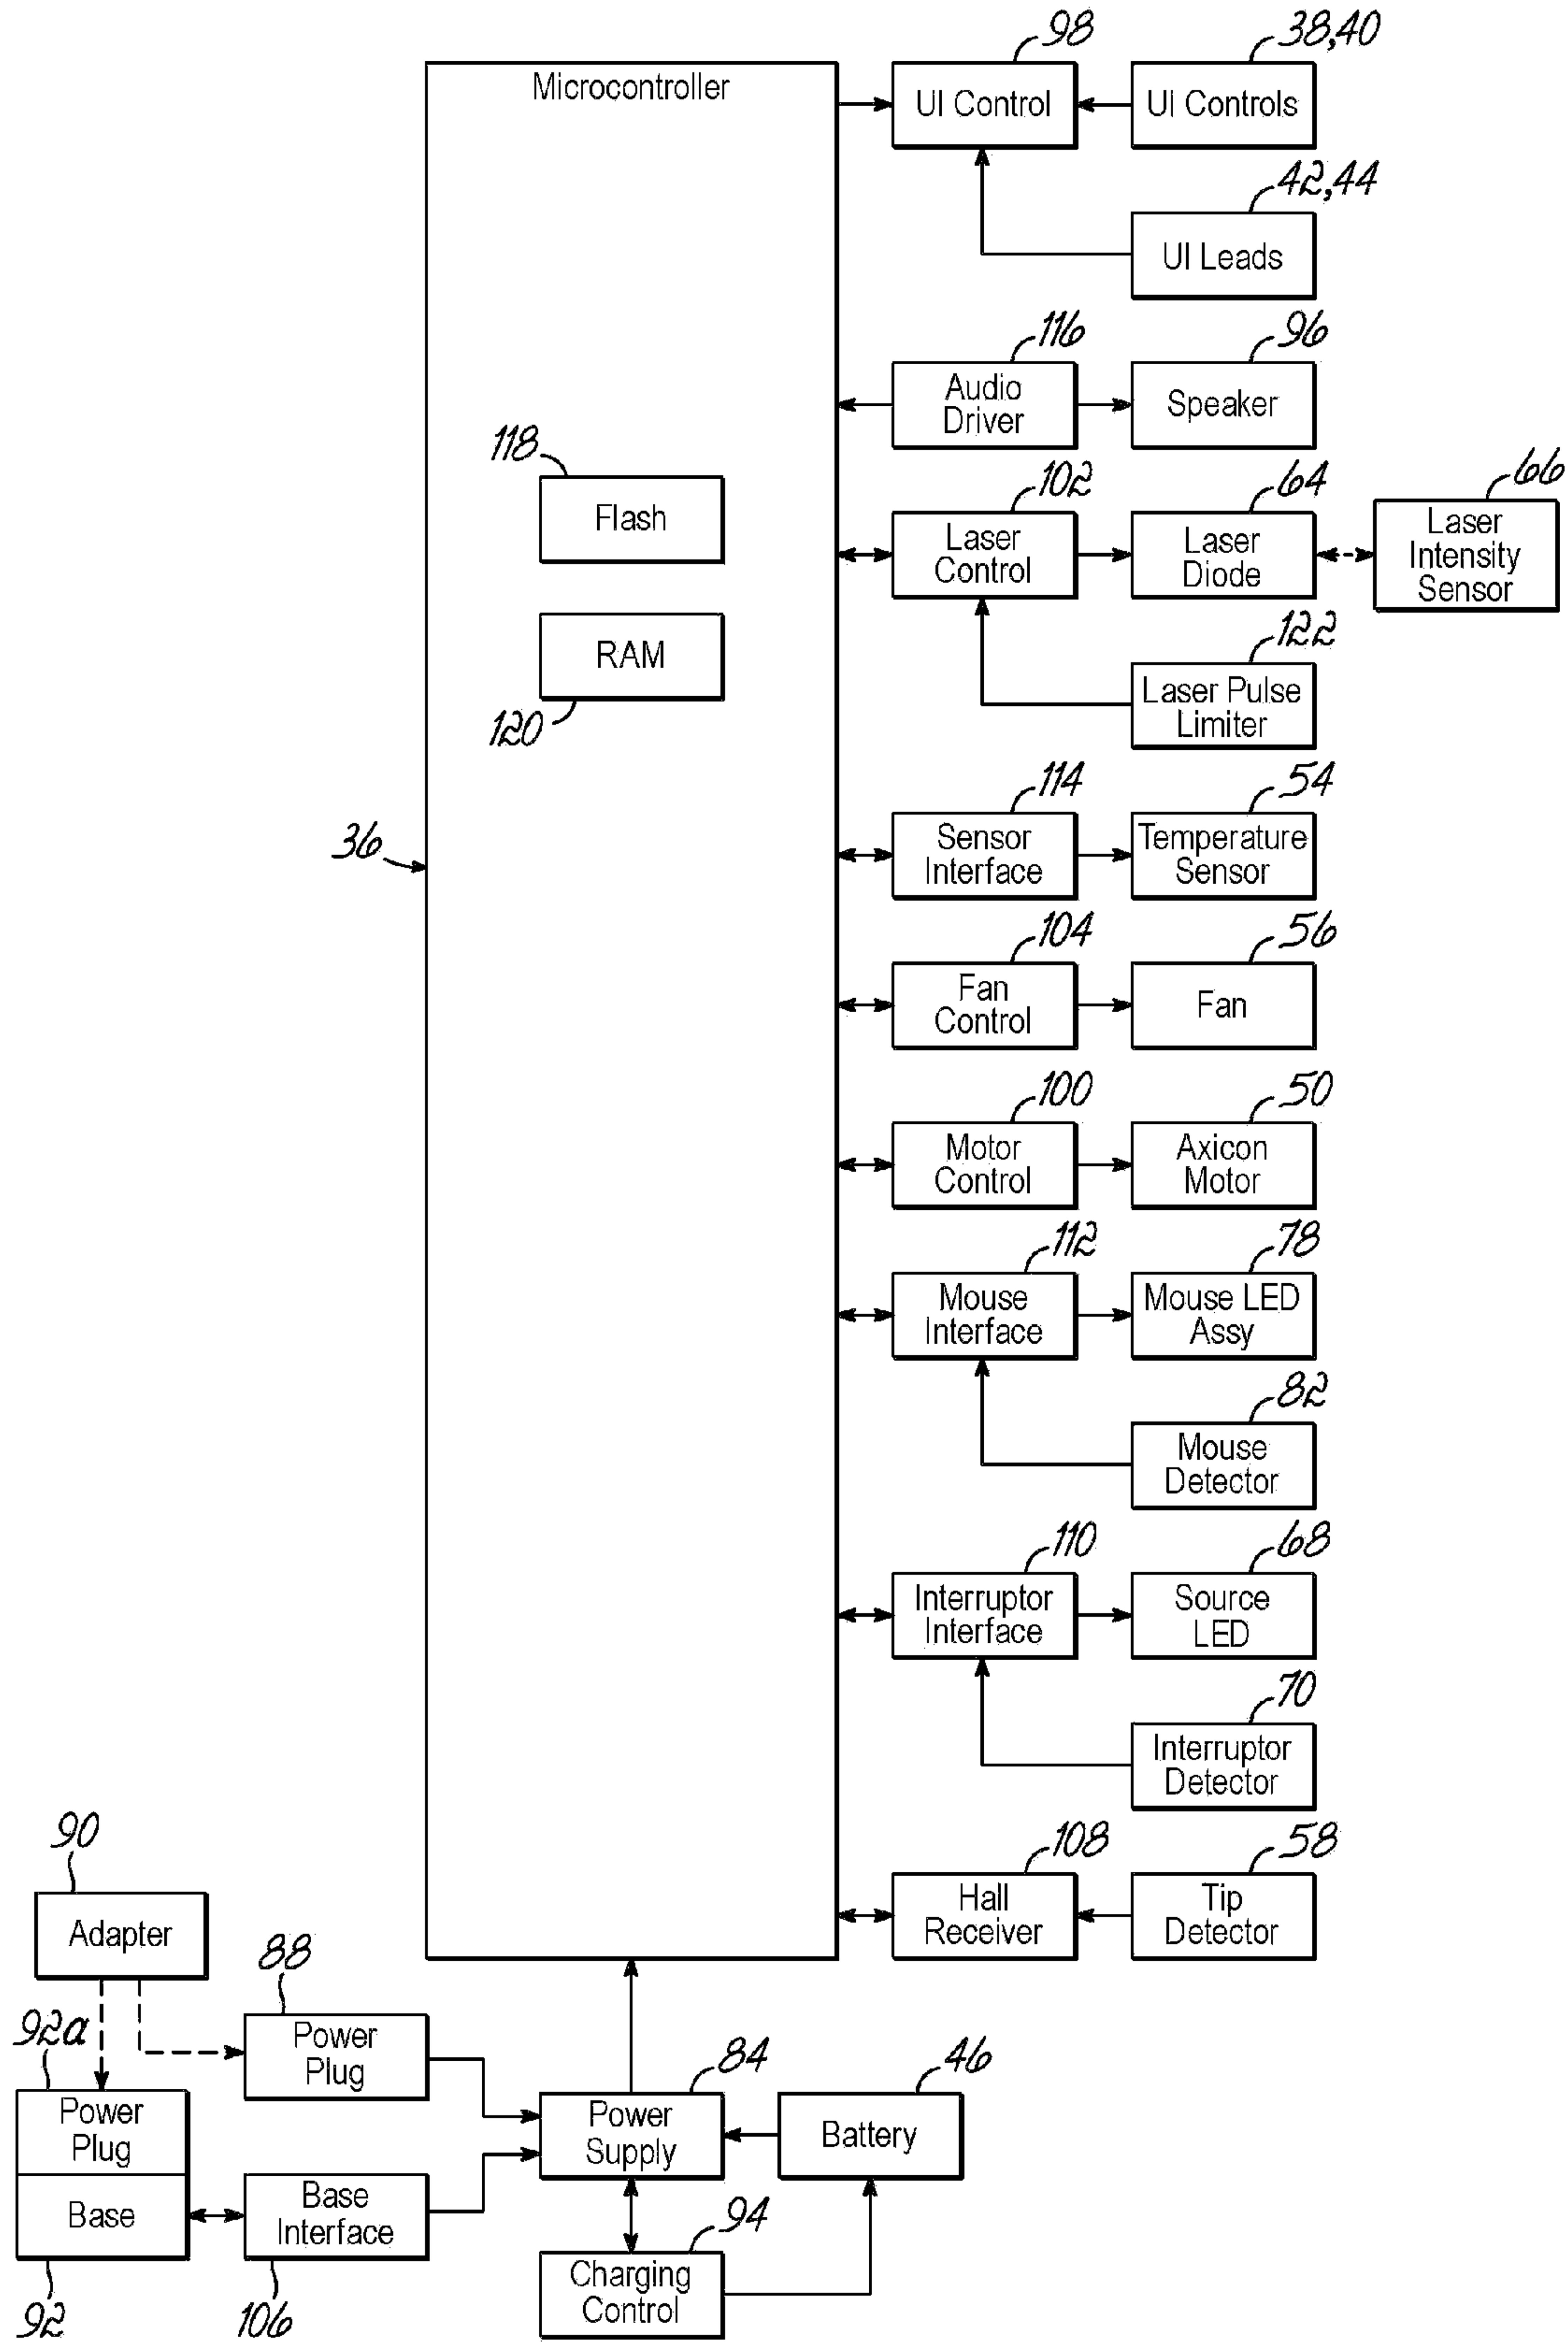 98
38,40
Microcontroller
UI Control
UI Controls
42,44
UI Leads
116
96
Audio
Driver
Speaker
118
Flash
102
64
66
Laser
Control
Laser
Diode
Laser
Intensity
Sensor
RAM
120
122
Laser Pulse
Limiter
36
114
54
Sensor
Interface
Temperature
Sensor
104
56
Fan
Control
Fan
100
50
Motor
Control
Axicon
Motor
112
78
Mouse
Interface
Mouse LED
Assy
82
Mouse
Detector
110
68
Interruptor
Interface
Source
LED
70
Interruptor
Detector
108
58
Hall
Receiver
Tip
Detector
90
Adapter
88
Power
Plug
92a
Power
Plug
Base
92
Base
Interface
106
84
Power
Supply
46
Battery
94
Charging
Control